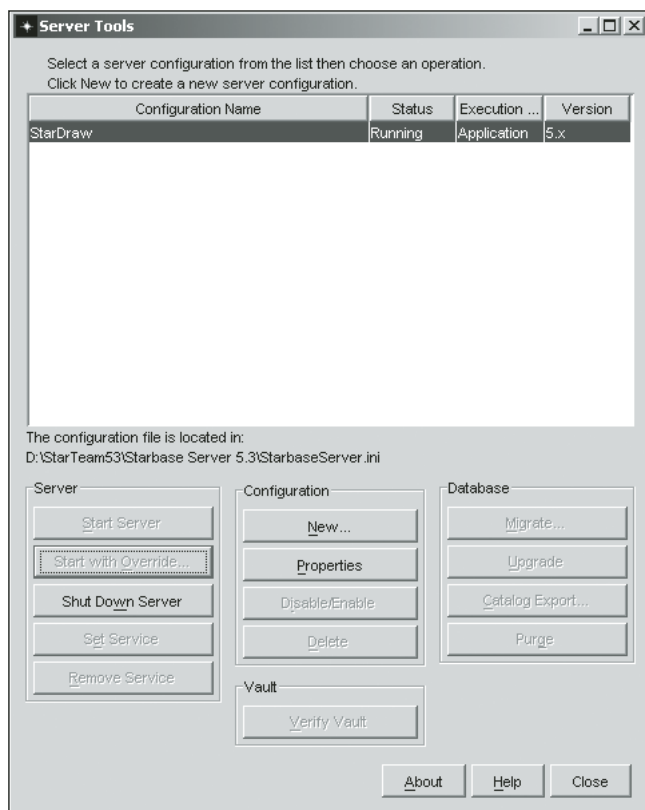 Server Tools
Select a server configuration from the list then choose an operation.
Click New to create a new server configuration.
Configuration Name Status Execution ... Version
StarDraw Running Application 5.x
The configuration file is located in:
D:\StarTeam53\Starbase Server 5.3\StarbaseServer.ini
Server
Start Server
Start with Override...
Shut Down Server
Set Service
Remove Service
Configuration
New...
Properties
Disable/Enable
Delete
Vault
Verify Vault
Database
Migrate...
Upgrade
Catalog Export...
Purge
About Help Close